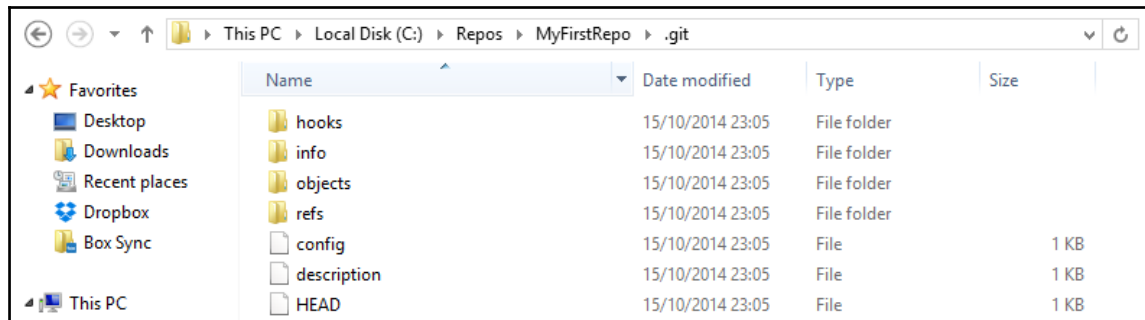 This PC Local Disk (C:) Repos MyFirstRepo .git
Name Date modified Type Size
Favorites
Desktop hooks 15/10/2014 23:05 File folder
Downloads info 15/10/2014 23:05 File folder
Recent places objects 15/10/2014 23:05 File folder
Dropbox refs 15/10/2014 23:05 File folder
Box Sync config 15/10/2014 23:05 File 1 KB
description 15/10/2014 23:05 File 1 KB
This PC HEAD 15/10/2014 23:05 File 1 KB